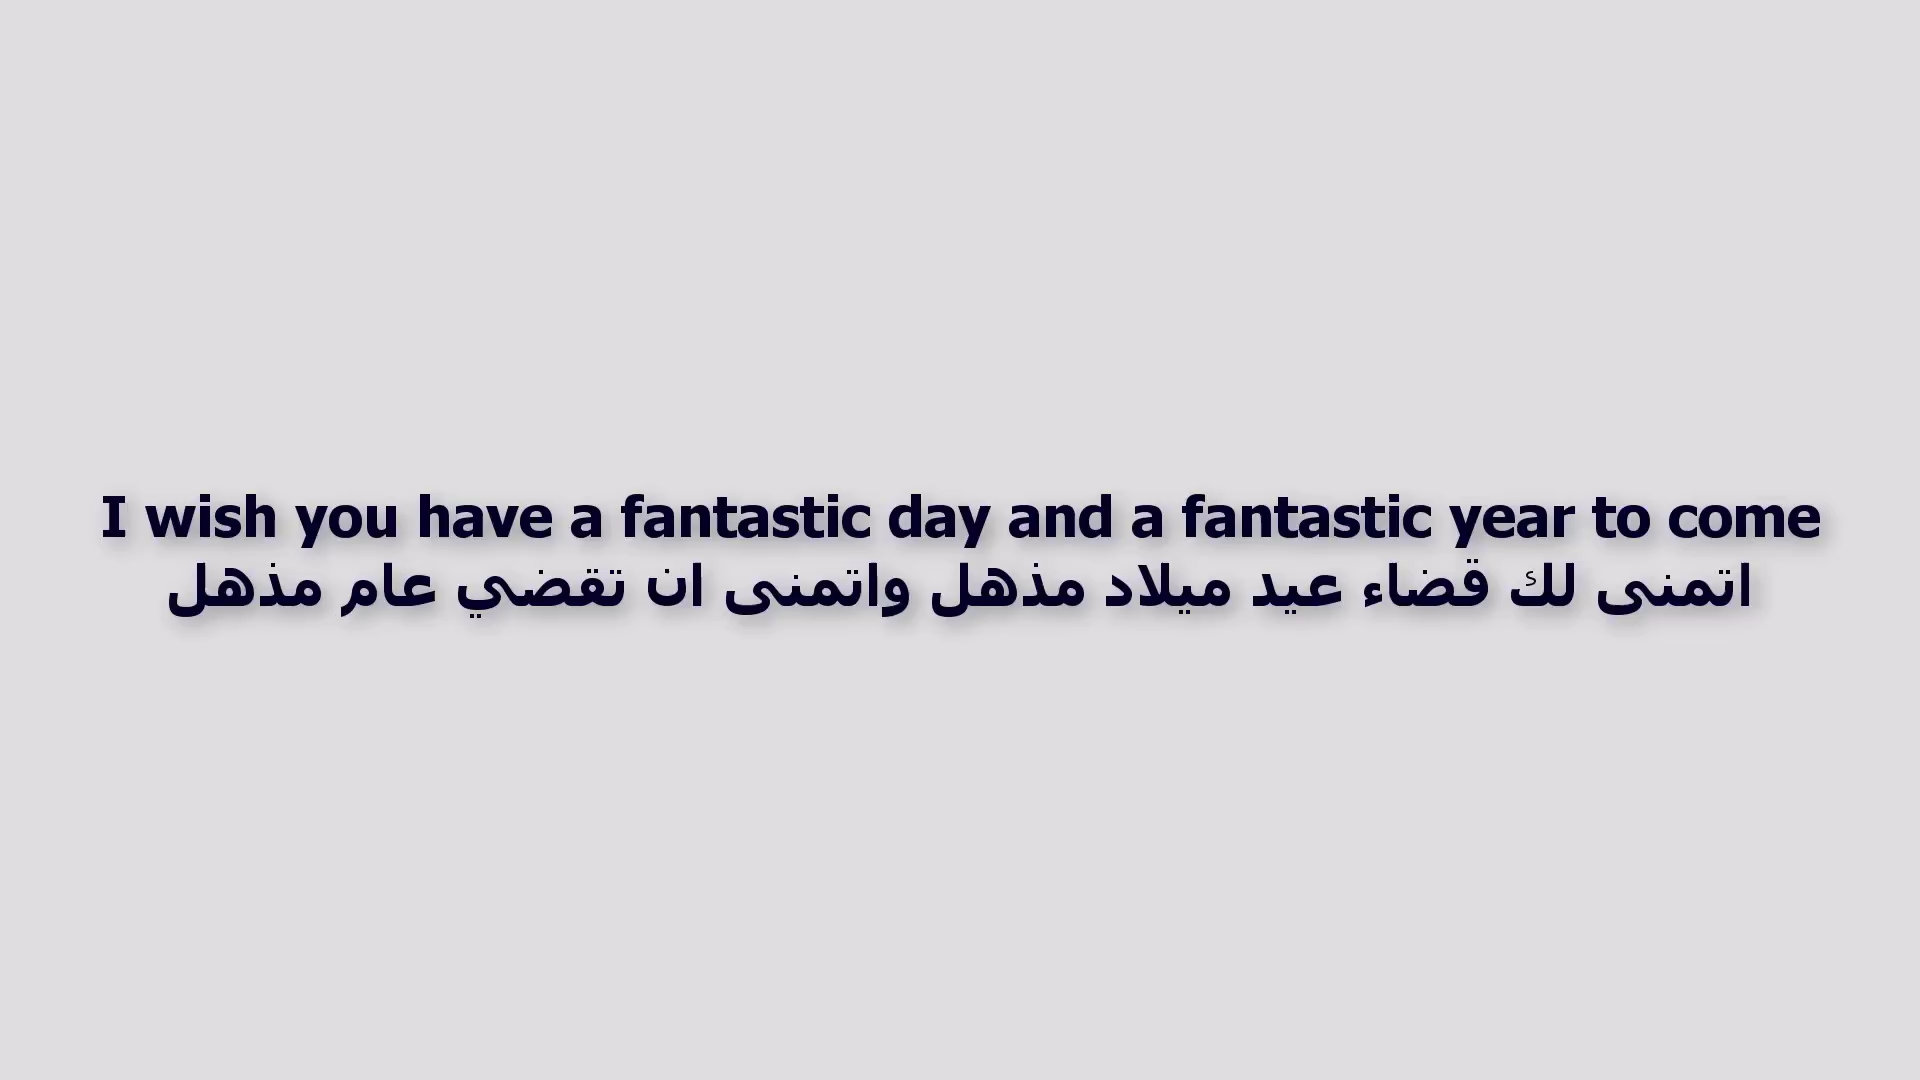 I wish you have a fantastic day and a fantastic year to come
اتمنى لك قضاء عيد ميلاد مذهل واتمنى ان تقضي عام مذهل